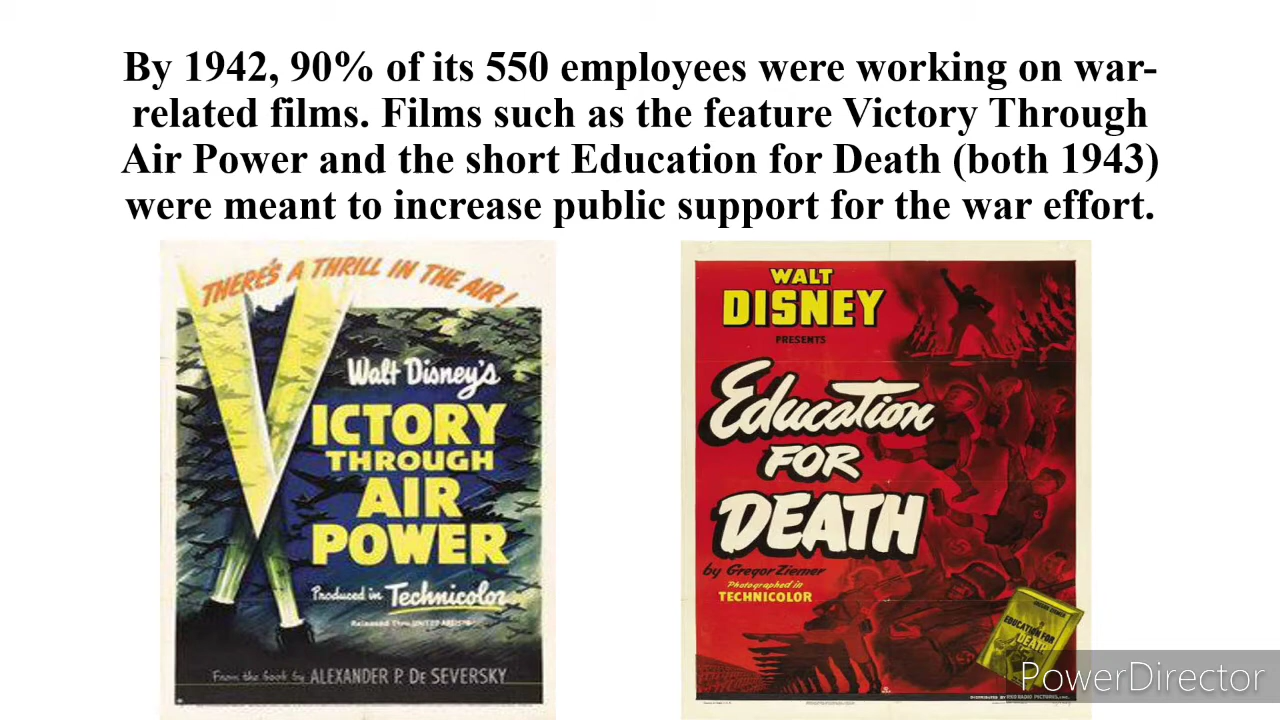 By 1942, 90% of its 550 employees were working on war-
related films. Films such as the feature Victory Through
Air Power and the short Education for Death (both 1943)
were meant to increase public support for the war effort.
THERE'S A THRILL IN THE AIR!
Walt Disney's
VICTORY
THROUGH
AIR
POWER
Produced in Technicolor
Released Thru UNITED ARTISTS
From the book by ALEXANDER P. DE SEVERSKY
WALT
DISNEY
PRESENTS
Education
FOR
DEATH
by Gregor Ziemer
Photographed in
TECHNICOLOR
GREGOR ZIEMER
EDUCATION FOR
DEATH
DISTRIBUTED BY RKO RADIO PICTURES, INC.
PowerDirector